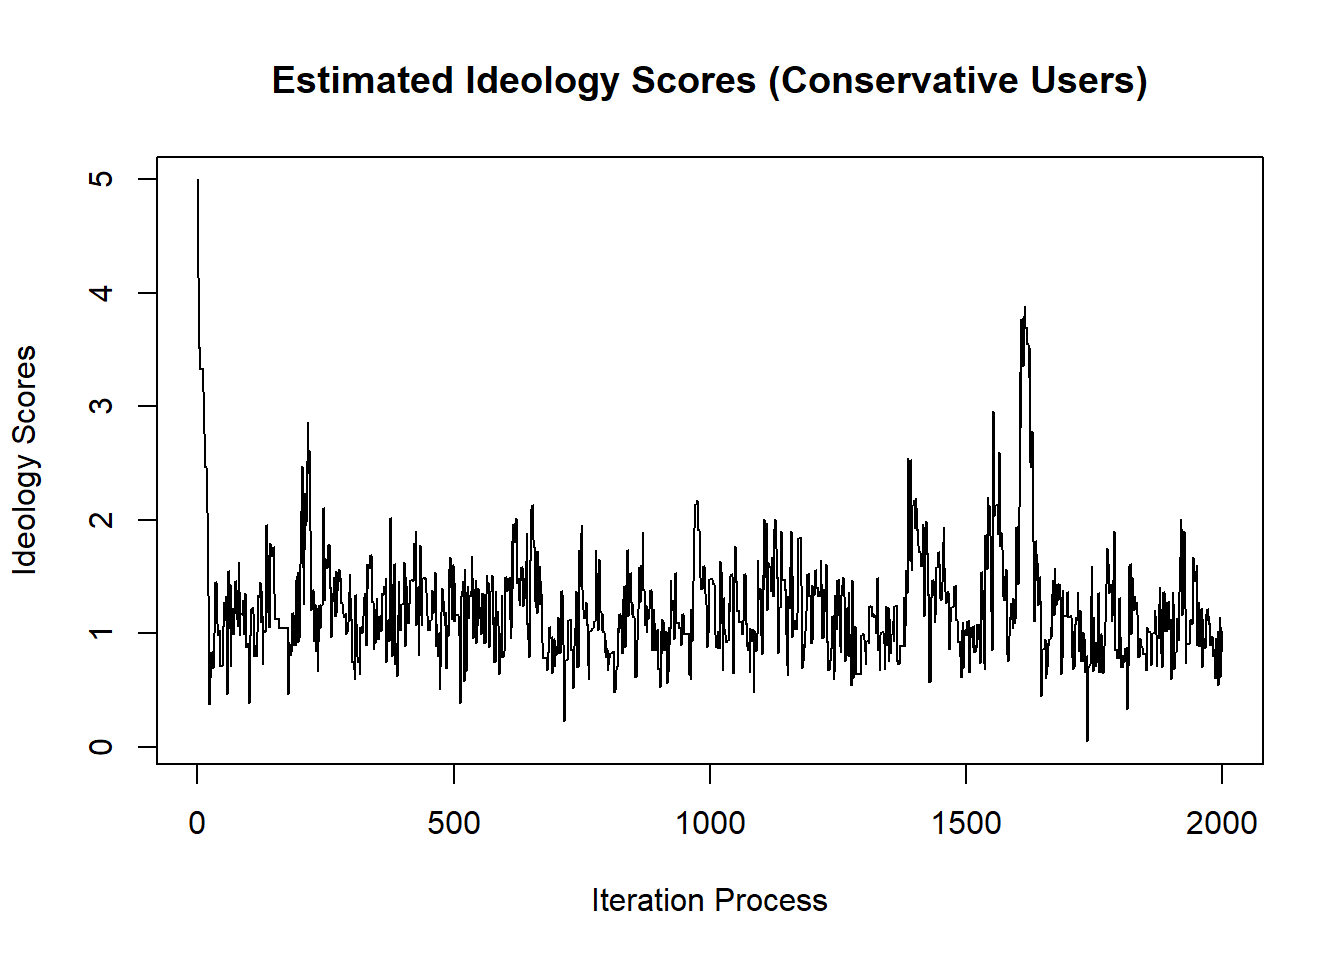 Estimated Ideology Scores (Conservative Users)
5
4
3
2
1
0
Ideology Scores
0 500 1000 1500 2000
Iteration Process